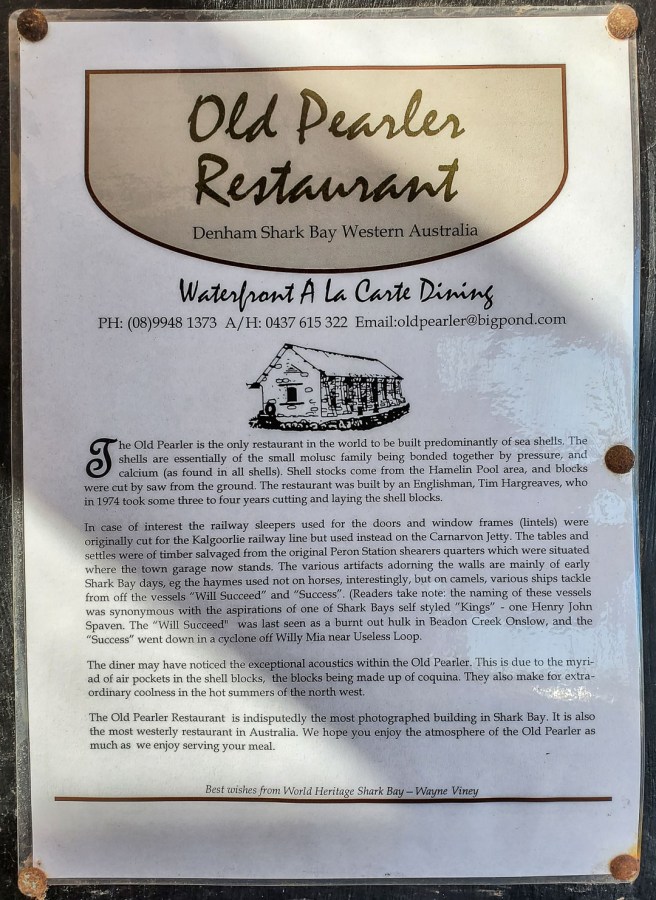 Old Pearler
Restaurant
Denham Shark Bay Western Australia
Waterfront A La Carte Dining
PH: (08)9948 1373 A/H: 0437 615 322 Email:oldpearler@bigpond.com
The Old Pearler is the only restaurant in the world to be built predominantly of sea shells. The
shells are essentially of the small molusc family being bonded together by pressure, and
calcium (as found in all shells). Shell stocks come from the Hamelin Pool area, and blocks
were cut by saw from the ground. The restaurant was built by an Englishman, Tim Hargreaves, who
in 1974 took some three to four years cutting and laying the shell blocks.
In case of interest the railway sleepers used for the doors and window frames (lintels) were
originally cut for the Kalgoorlie railway line but used instead on the Carnarvon Jetty. The tables and
settles were of timber salvaged from the original Peron Station shearers quarters which were situated
where the town garage now stands. The various artifacts adorning the walls are mainly of early
Shark Bay days, eg the haymes used not on horses, interestingly, but on camels, various ships tackle
from off the vessels “Will Succeed” and “Success”. (Readers take note: the naming of these vessels
was synonymous with the aspirations of one of Shark Bays self styled “Kings” - one Henry John
Spaven. The “Will Succeed" was last seen as a burnt out hulk in Beadon Creek Onslow, and the
“Success” went down in a cyclone off Willy Mia near Useless Loop.
The diner may have noticed the exceptional acoustics within the Old Pearler. This is due to the myri-
ad of air pockets in the shell blocks, the blocks being made up of coquina. They also make for extra-
ordinary coolness in the hot summers of the north west.
The Old Pearler Restaurant is indisputedly the most photographed building in Shark Bay. It is also
the most westerly restaurant in Australia. We hope you enjoy the atmosphere of the Old Pearler as
much as we enjoy serving your meal.
Best wishes from World Heritage Shark Bay – Wayne Viney